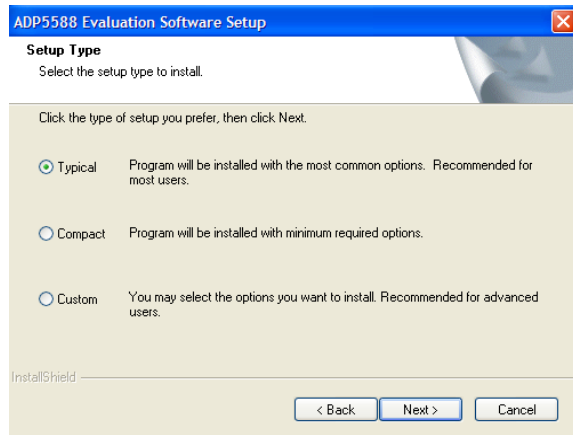 ADP5588 Evaluation Software Setup
Setup Type
Select the setup type to install.
Click the type of setup you prefer, then click Next.
Typical
Program will be installed with the most common options. Recommended for
most users.
Compact
Program will be installed with minimum required options.
Custom
You may select the options you want to install. Recommended for advanced
users.
InstallShield
< Back
Next >
Cancel